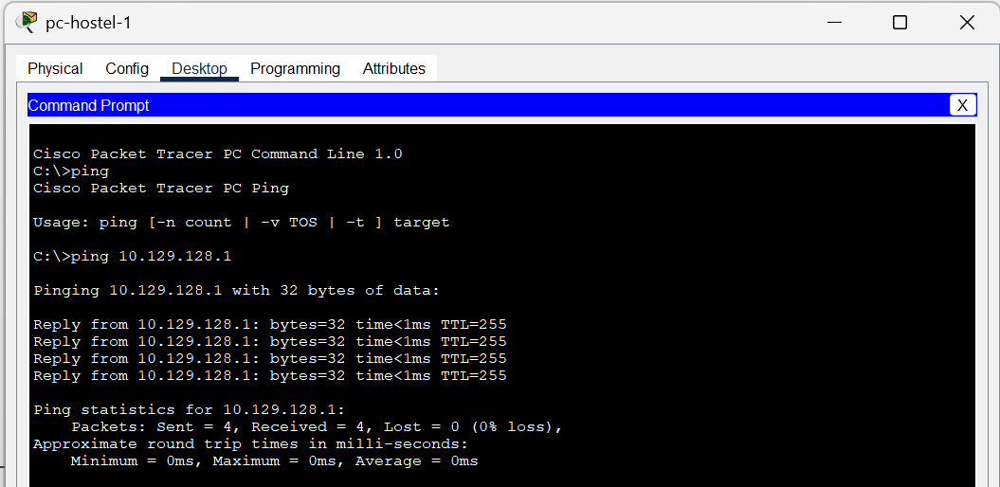 pc-hostel-1
Physical Config Desktop Programming Attributes
Command Prompt X
Cisco Packet Tracer PC Command Line 1.0
C:\>ping
Cisco Packet Tracer PC Ping
Usage: ping [-n count | -v TOS | -t ] target
C:\>ping 10.129.128.1
Pinging 10.129.128.1 with 32 bytes of data:
Reply from 10.129.128.1: bytes=32 time<1ms TTL=255
Reply from 10.129.128.1: bytes=32 time<1ms TTL=255
Reply from 10.129.128.1: bytes=32 time<1ms TTL=255
Reply from 10.129.128.1: bytes=32 time<1ms TTL=255
Ping statistics for 10.129.128.1:
Packets: Sent = 4, Received = 4, Lost = 0 (0% loss),
Approximate round trip times in milli-seconds:
Minimum = 0ms, Maximum = 0ms, Average = 0ms